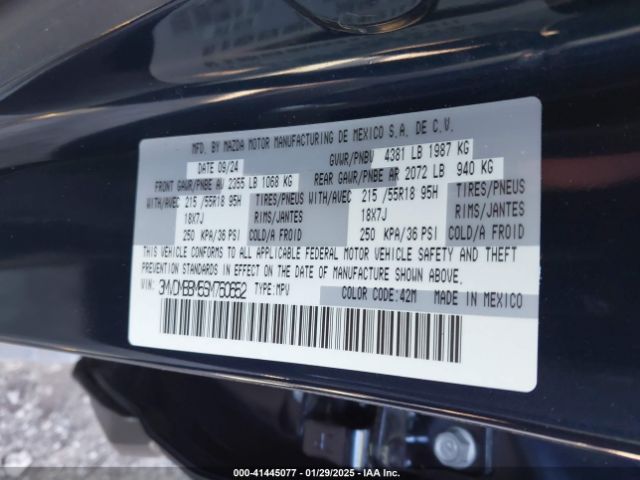 MFD. BY MAZDA MOTOR MANUFACTURING DE MEXICO S.A. DE C.V.
DATE 09/24 GVWR/PNBV 4381 LB 1987 KG
FRONT GAWR/PNBE AV 2355 LB 1068 KG REAR GAWR/PNBE AR 2072 LB 940 KG
WITH/AVEC 215 /55R18 95H TIRES/PNEUS WITH/AVEC 215 /55R18 95H TIRES/PNEUS
18X7J RIMS/JANTES 18X7J RIMS/JANTES
250 KPA/36 PSI COLD/A FROID 250 KPA/36 PSI COLD/A FROID
THIS VEHICLE CONFORMS TO ALL APPLICABLE FEDERAL MOTOR VEHICLE SAFETY AND THEFT
PREVENTION STANDARDS IN EFFECT ON THE DATE OF MANUFACTURE SHOWN ABOVE.
VIN: TYPE: MPV COLOR CODE:42M MADE IN MEXICO
000-41445077 - 01/29/2025 - IAA Inc.